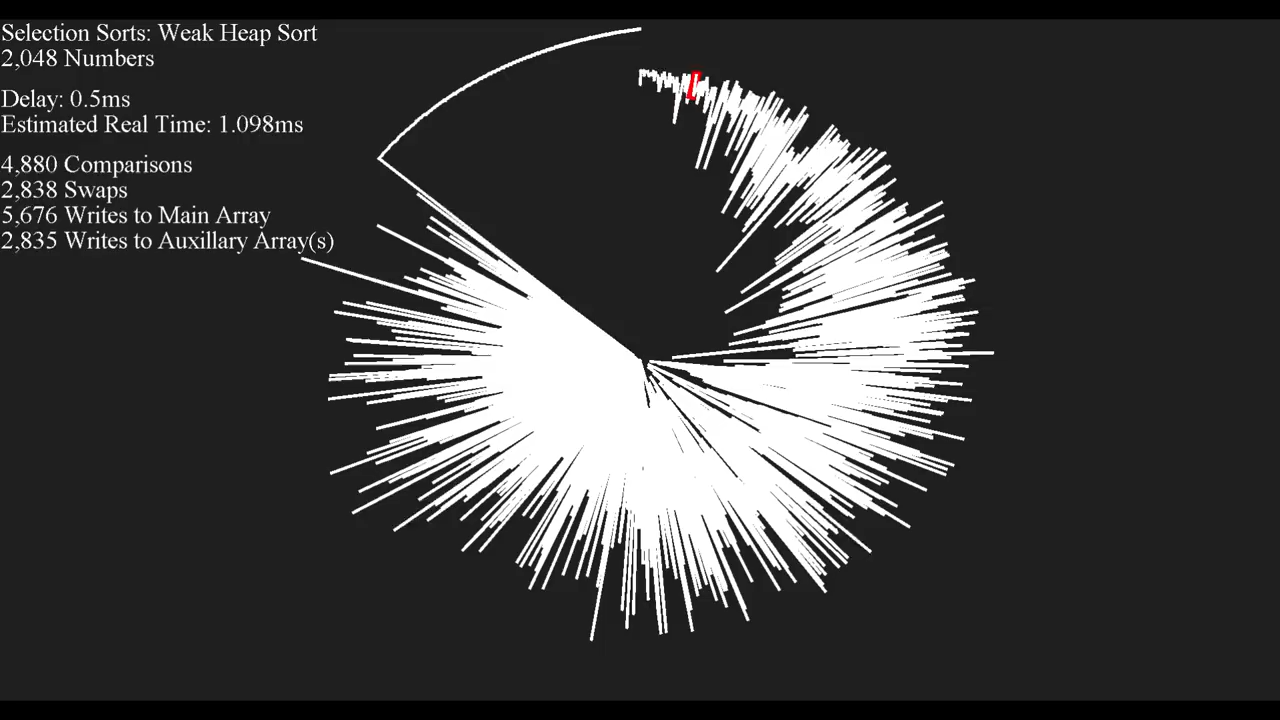 Selection Sorts: Weak Heap Sort
2,048 Numbers
Delay: 0.5ms
Estimated Real Time: 1.098ms
4,880 Comparisons
2,838 Swaps
5,676 Writes to Main Array
2,835 Writes to Auxillary Array(s)